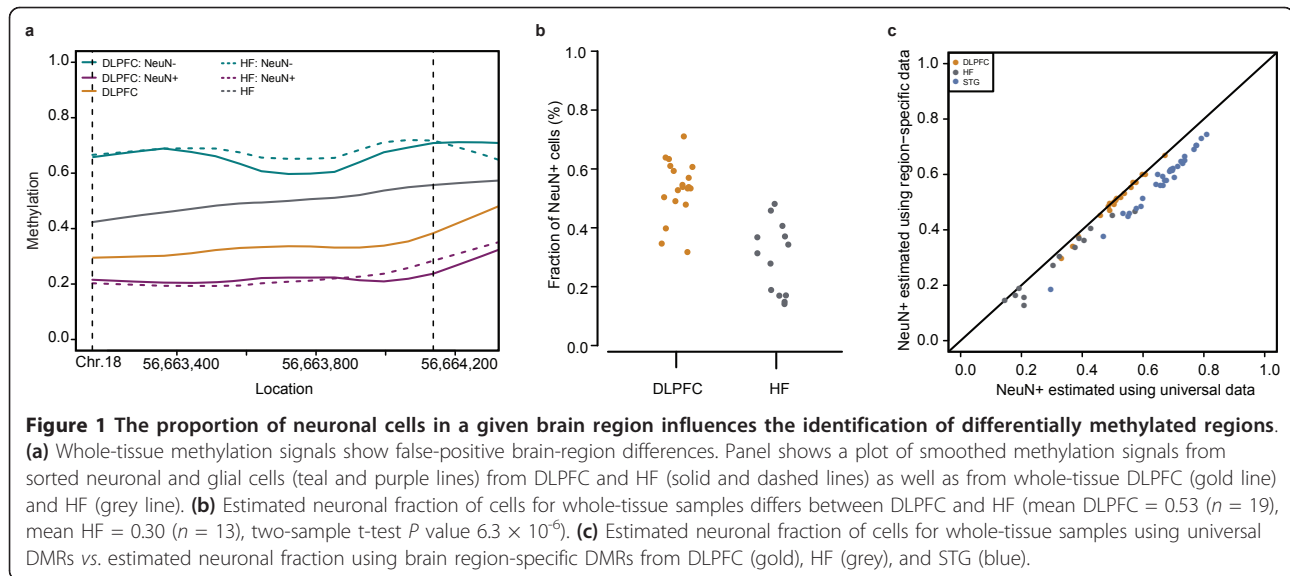 a
b
c
1.0
0.8
0.6
0.4
0.2
0.0
Methylation
DLPFC: NeuN-
DLPFC: NeuN+
DLPFC
HF: NeuN-
HF: NeuN+
HF
Chr.18
56,663,400
56,663,800
56,664,200
Location
1.0
0.8
0.6
0.4
0.2
0.0
Fraction of NeuN+ cells (%)
DLPFC
HF
1.0
0.8
0.6
0.4
0.2
0.0
NeuN+ estimated using region-specific data
DLPFC
HF
STG
0.0
0.2
0.4
0.6
0.8
1.0
NeuN+ estimated using universal data
Figure 1 The proportion of neuronal cells in a given brain region influences the identification of differentially methylated regions.
(a) Whole-tissue methylation signals show false-positive brain-region differences. Panel shows a plot of smoothed methylation signals from
sorted neuronal and glial cells (teal and purple lines) from DLPFC and HF (solid and dashed lines) as well as from whole-tissue DLPFC (gold line)
and HF (grey line). (b) Estimated neuronal fraction of cells for whole-tissue samples differs between DLPFC and HF (mean DLPFC = 0.53 (n = 19),
mean HF = 0.30 (n = 13), two-sample t-test P value 6.3 × 10⁻⁶). (c) Estimated neuronal fraction of cells for whole-tissue samples using universal
DMRs vs. estimated neuronal fraction using brain region-specific DMRs from DLPFC (gold), HF (grey), and STG (blue).